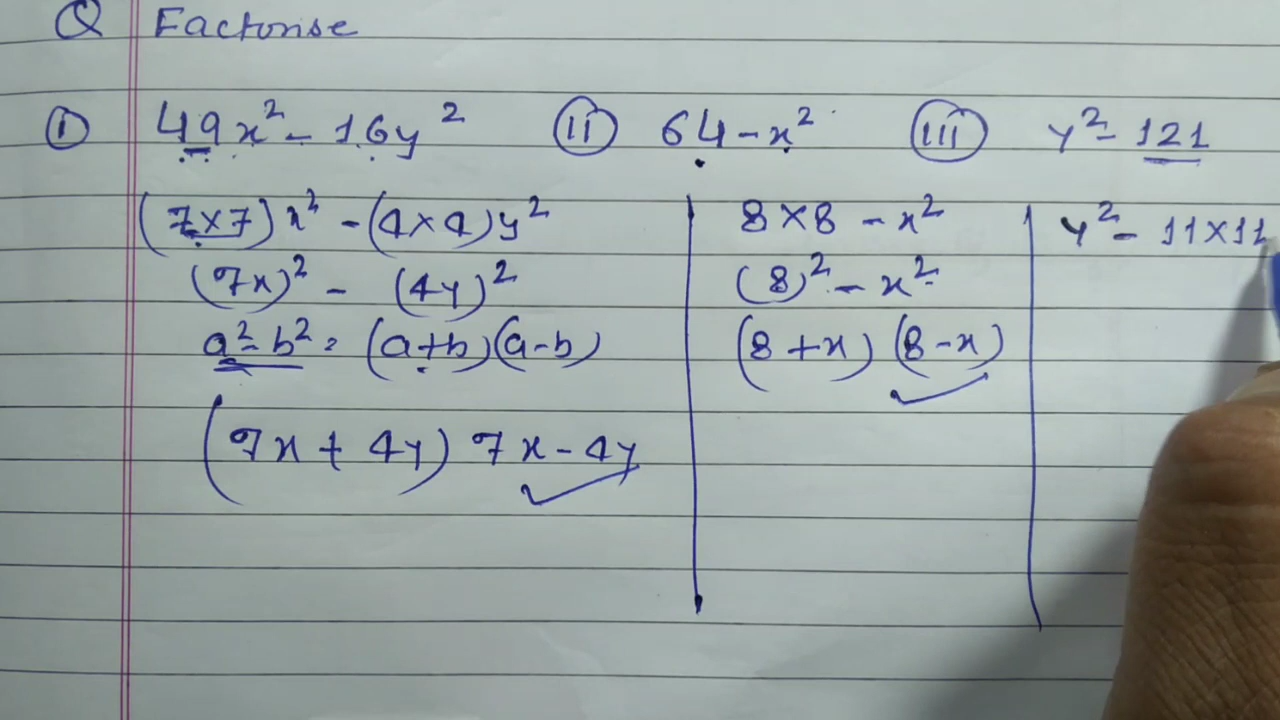 Q Factorise
(I) 49x² - 16y² (II) 64 - x² (III) y² - 121
(7×7)x² - (4×4)y²
(7x)² - (4y)²
a² - b² = (a+b)(a-b)
(7x + 4y) 7x - 4y
8×8 - x²
(8)² - x²
(8+x) (8-x)
y² - 11×11